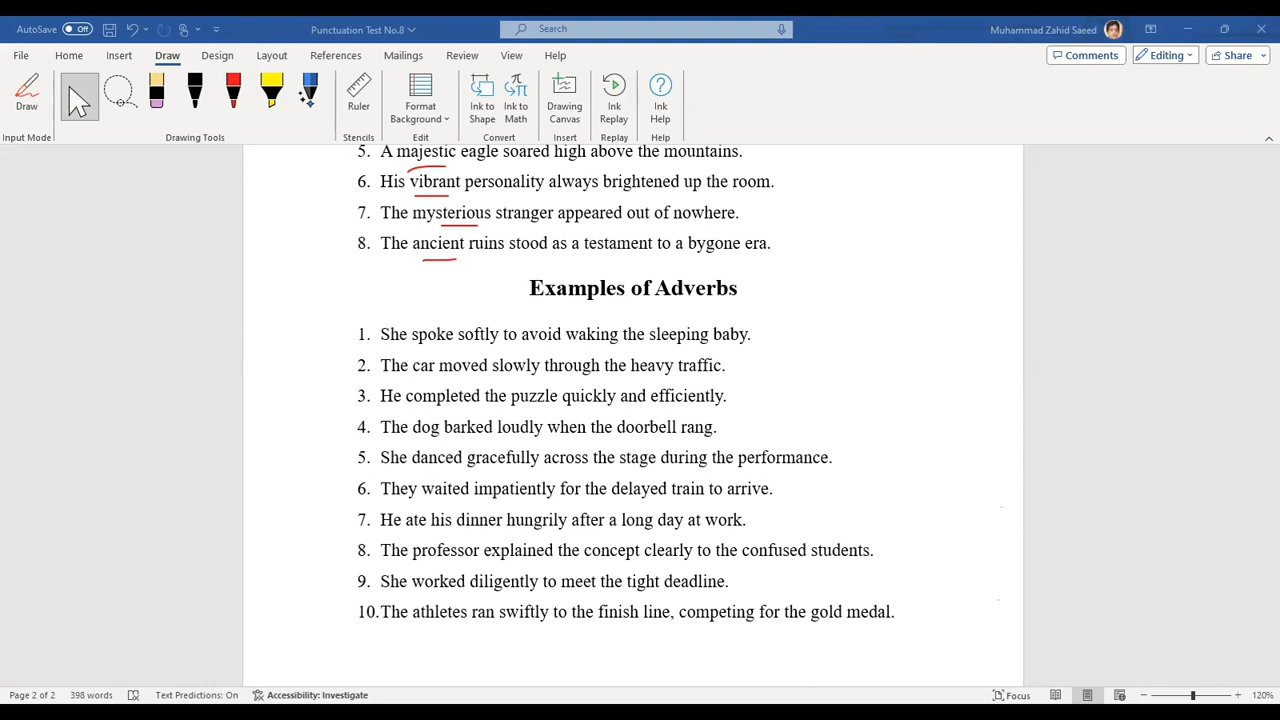 AutoSave Off Punctuation Test No.8 Search Muhammad Zahid Saeed
File Home Insert Draw Design Layout References Mailings Review View Help Comments Editing Share
Draw Ruler Format Background Ink to Shape Ink to Math Drawing Canvas Ink Replay Ink Help
Input Mode Drawing Tools Stencils Edit Convert Insert Replay Help
5. A majestic eagle soared high above the mountains.
6. His vibrant personality always brightened up the room.
7. The mysterious stranger appeared out of nowhere.
8. The ancient ruins stood as a testament to a bygone era.
Examples of Adverbs
1. She spoke softly to avoid waking the sleeping baby.
2. The car moved slowly through the heavy traffic.
3. He completed the puzzle quickly and efficiently.
4. The dog barked loudly when the doorbell rang.
5. She danced gracefully across the stage during the performance.
6. They waited impatiently for the delayed train to arrive.
7. He ate his dinner hungrily after a long day at work.
8. The professor explained the concept clearly to the confused students.
9. She worked diligently to meet the tight deadline.
10.The athletes ran swiftly to the finish line, competing for the gold medal.
Page 2 of 2 398 words Text Predictions: On Accessibility: Investigate Focus 120%